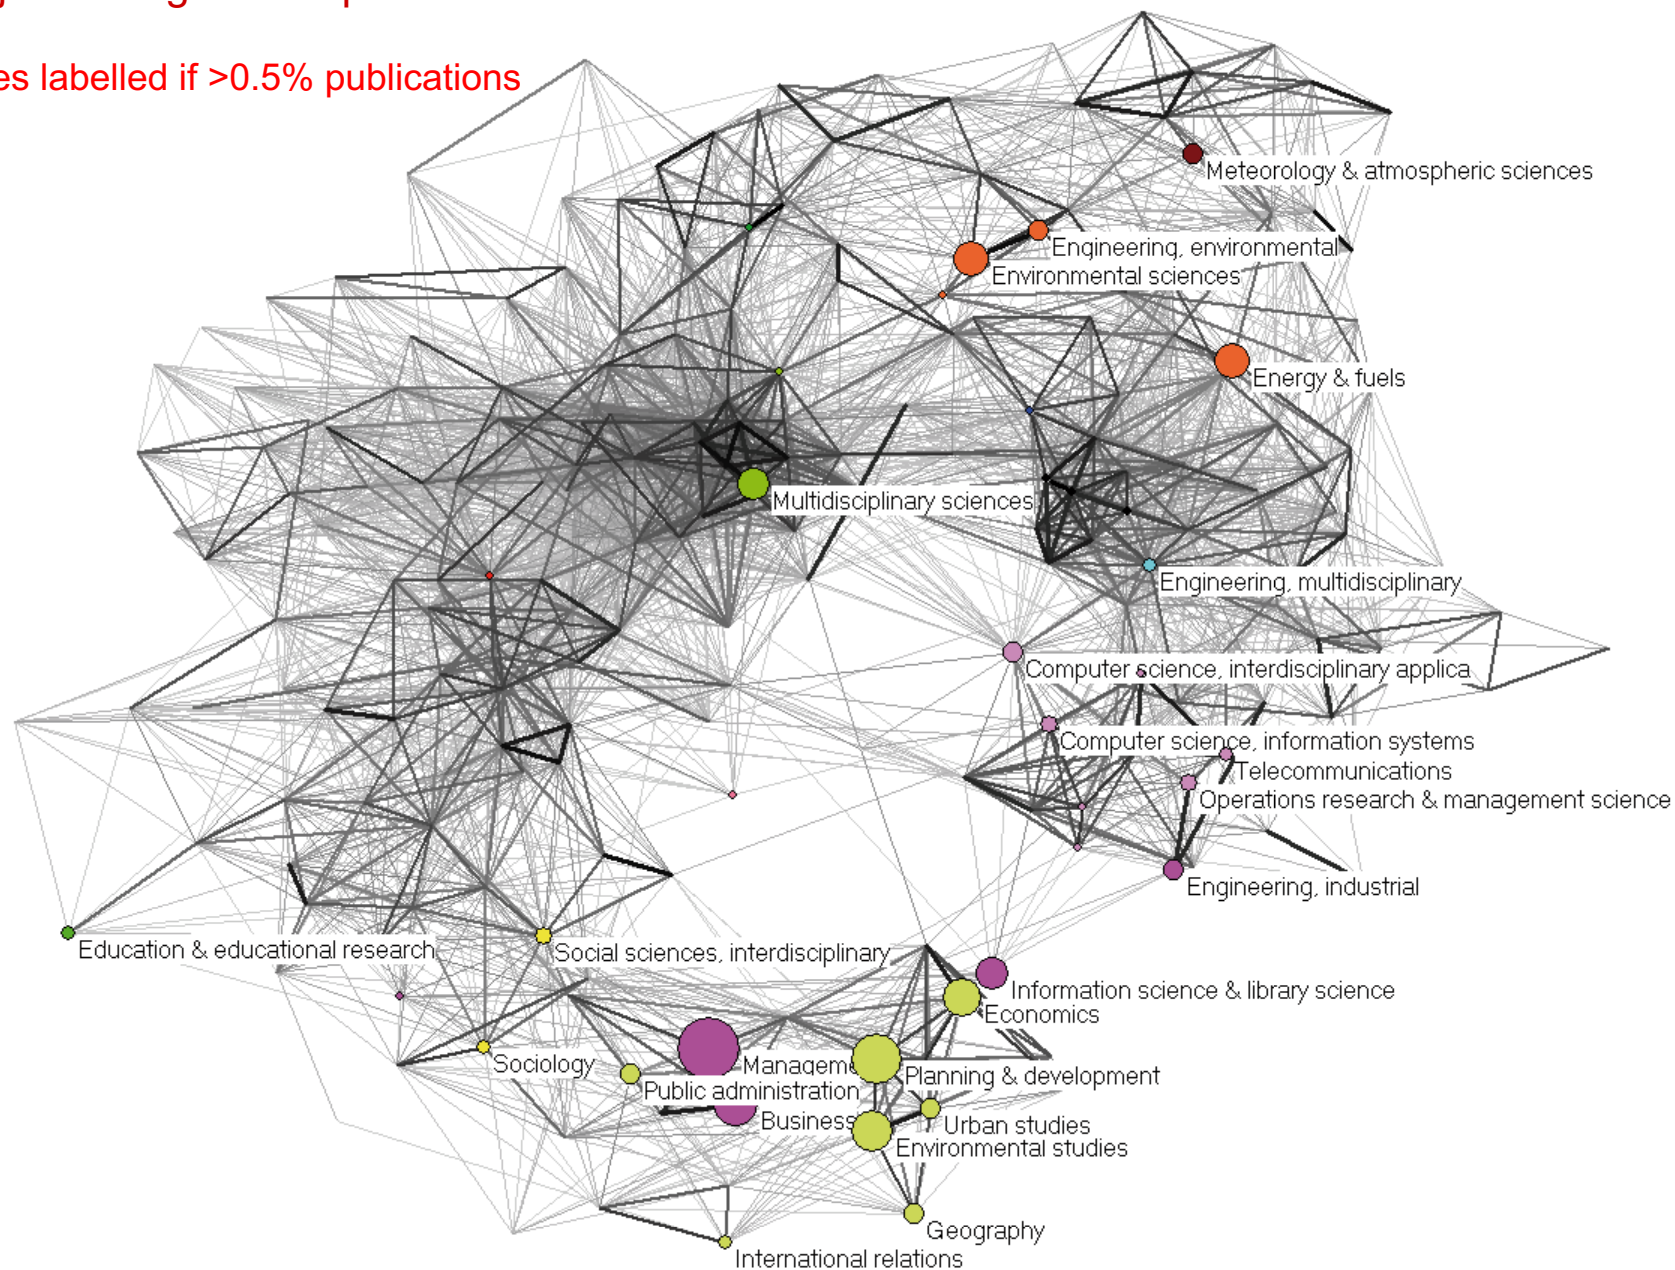 es labelled if >0.5% publications
Meteorology & atmospheric sciences
Engineering, environmental
Environmental sciences
Energy & fuels
Multidisciplinary sciences
Engineering, multidisciplinary
Computer science, interdisciplinary applica
Computer science, information systems
Telecommunications
Operations research & management science
Engineering, industrial
Education & educational research
Social sciences, interdisciplinary
Information science & library science
Economics
Sociology
Manageme
Planning & development
Public administration
Business
Urban studies
Environmental studies
Geography
International relations